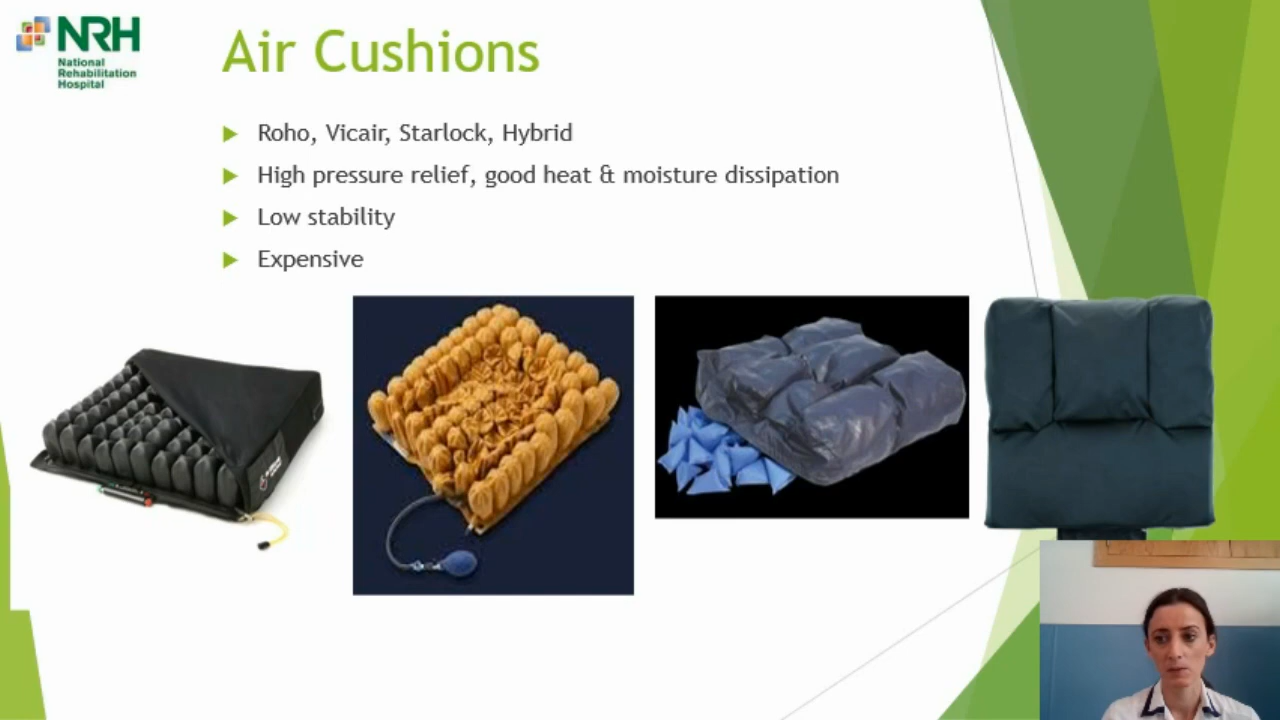 NRH
National
Rehabilitation
Hospital
Air Cushions
Roho, Vicair, Starlock, Hybrid
High pressure relief, good heat & moisture dissipation
Low stability
Expensive